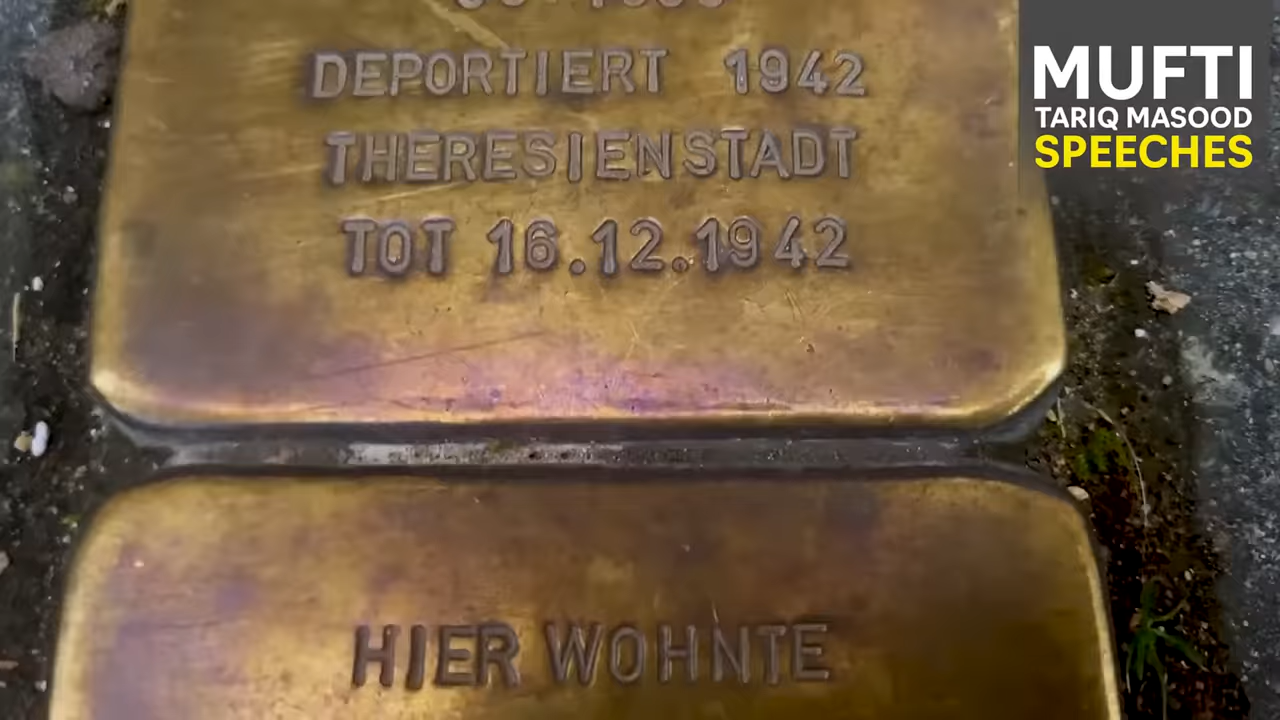 DEPORTIERT 1942
THERESIENSTADT
TOT 16.12.1942
HIER WOHNTE
MUFTI
TARIQ MASOOD
SPEECHES